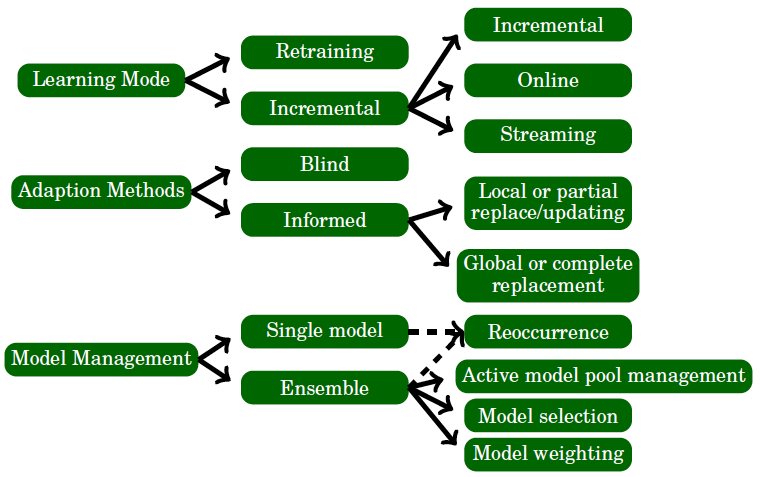 Learning Mode
Retraining
Incremental
Incremental
Online
Streaming
Adaption Methods
Blind
Informed
Local or partial
replace/updating
Global or complete
replacement
Model Management
Single model
Ensemble
Reoccurrence
Active model pool management
Model selection
Model weighting